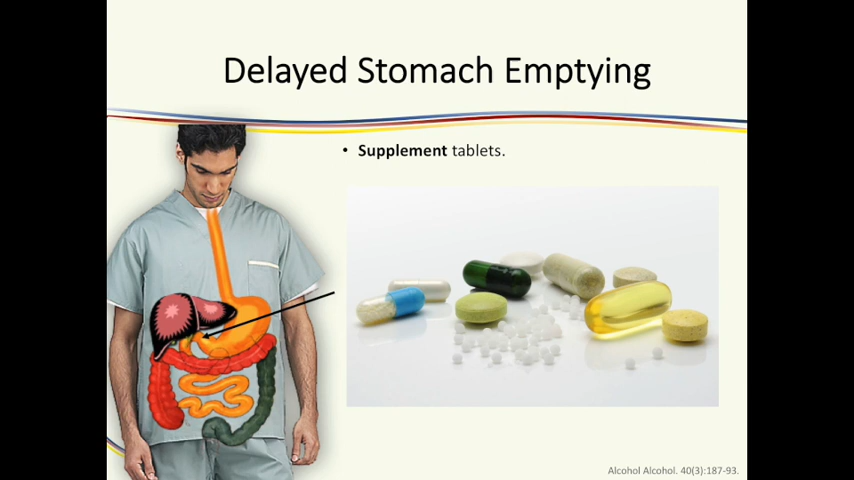 Delayed Stomach Emptying
• Supplement tablets.
Alcohol Alcohol. 40(3):187-93.